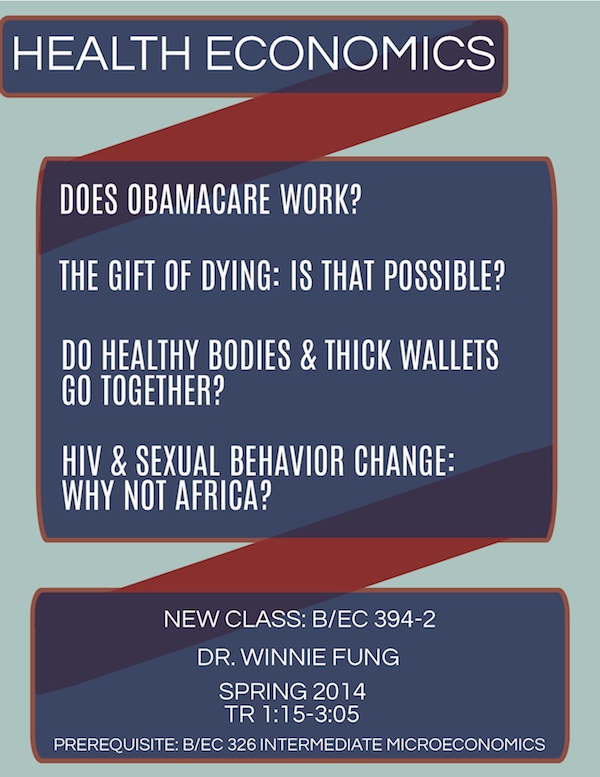 HEALTH ECONOMICS
DOES OBAMACARE WORK?
THE GIFT OF DYING: IS THAT POSSIBLE?
DO HEALTHY BODIES & THICK WALLETS
GO TOGETHER?
HIV & SEXUAL BEHAVIOR CHANGE:
WHY NOT AFRICA?
NEW CLASS: B/EC 394-2
DR. WINNIE FUNG
SPRING 2014
TR 1:15-3:05
PREREQUISITE: B/EC 326 INTERMEDIATE MICROECONOMICS